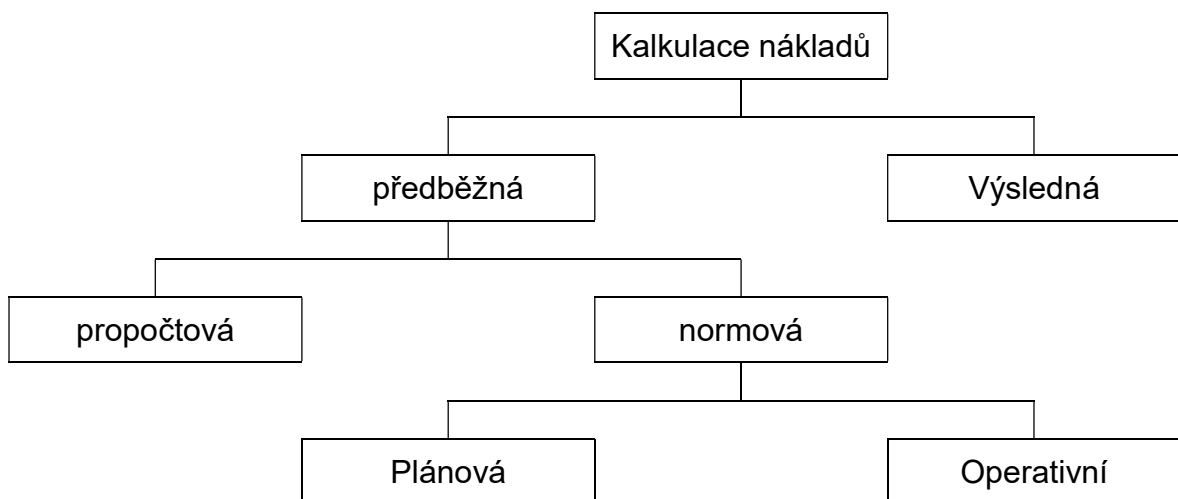 Kalkulace nákladů
předběžná
Výsledná
propočtová
normová
Plánová
Operativní